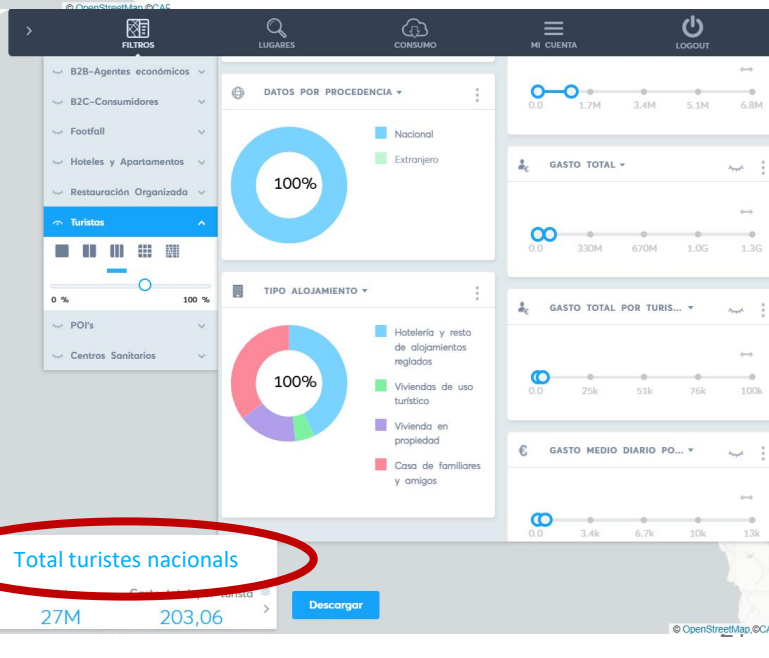 © OpenStreetMap ©CAR
FILTROS
LUGARES
CONSUMO
MI CUENTA
LOGOUT
B2B-Agentes económicos
B2C-Consumidores
Footfall
Hoteles y Apartamentos
Restauración Organizada
Turistas
0 %
100 %
POI's
Centros Sanitarios
DATOS POR PROCEDENCIA
100%
Nacional
Extranjero
TIPO ALOJAMIENTO
100%
Hotelería y resto
de alojamientos
reglados
Viviendas de uso
turístico
Vivienda en
propiedad
Casa de familiares
y amigos
0.0 1.7M 3.4M 5.1M 6.8M
GASTO TOTAL
0.0 330M 670M 1.0G 1.3G
GASTO TOTAL POR TURIS...
0.0 25k 51k 76k 100k
GASTO MEDIO DIARIO PO...
0.0 3.4k 6.7k 10k 13k
Total turistes nacionals
27M
203,06
Descargar
© OpenStreetMap,©CA